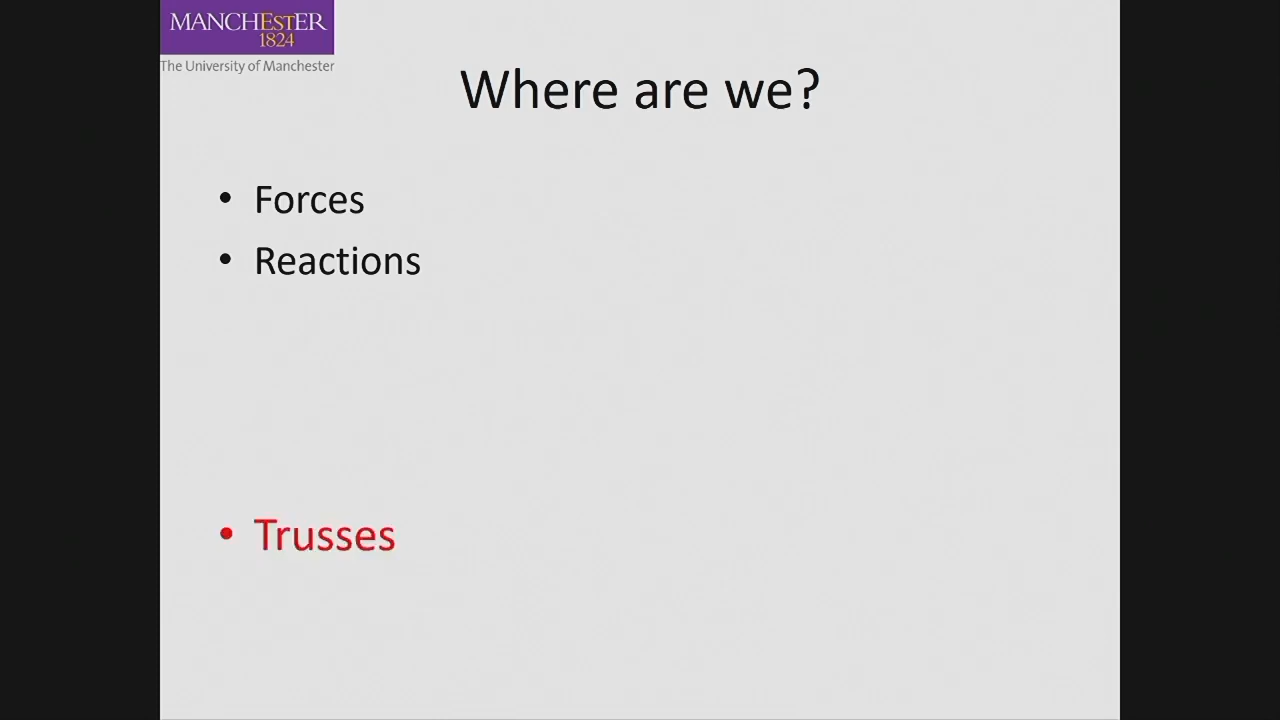 MANCHESTER
1824
The University of Manchester
Where are we?
• Forces
• Reactions
• Trusses